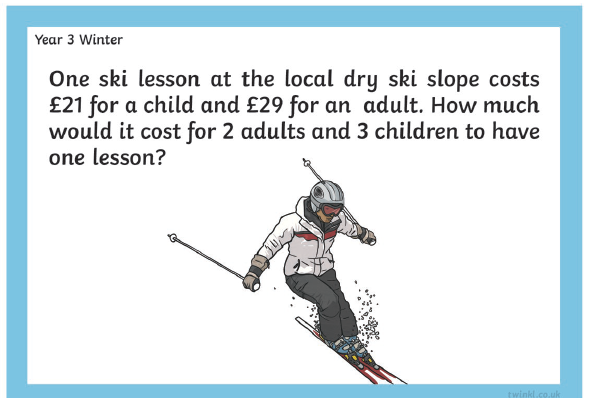 Year 3 Winter
One ski lesson at the local dry ski slope costs
£21 for a child and £29 for an adult. How much
would it cost for 2 adults and 3 children to have
one lesson?
twinkl.co.uk